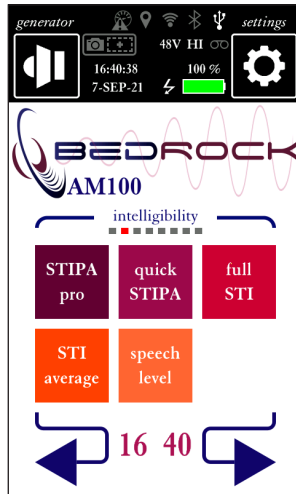 generator
settings
48V HI
16:40:38
100 %
7-SEP-21
BEDROCK
AM100
intelligibility
STIPA
pro
quick
STIPA
full
STI
STI
average
speech
level
16 40